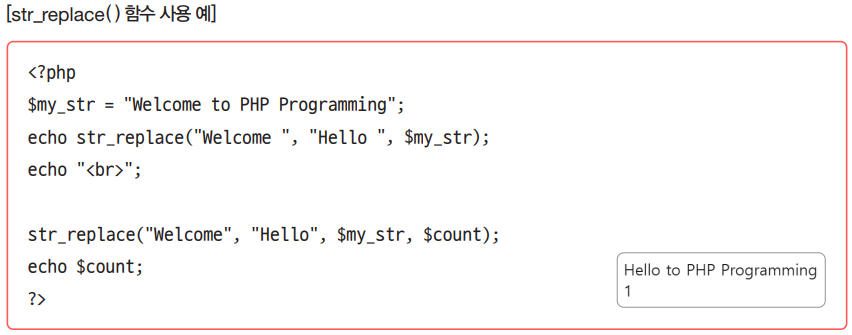 [str_replace( ) 함수 사용 예]
<?php
$my_str = "Welcome to PHP Programming";
echo str_replace("Welcome ", "Hello ", $my_str);
echo "<br>";
str_replace("Welcome", "Hello", $my_str, $count);
echo $count;
?>
Hello to PHP Programming
1